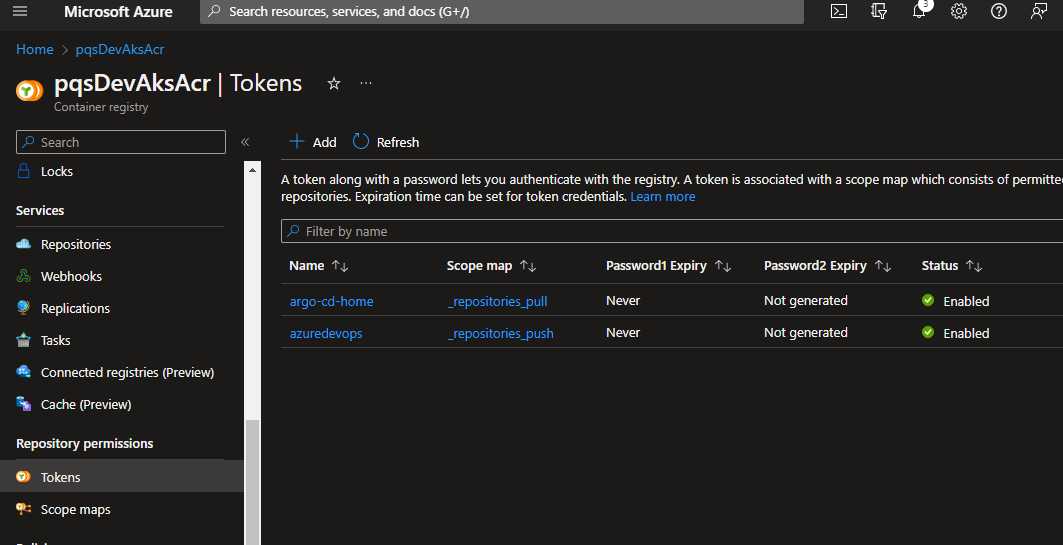 Microsoft Azure
Search resources, services, and docs (G+/)
3
Home > pqsDevAksAcr
pqsDevAksAcr | Tokens
Container registry
Search
Add
Refresh
Locks
Services
Repositories
Webhooks
Replications
Tasks
Connected registries (Preview)
Cache (Preview)
Repository permissions
Tokens
Scope maps
A token along with a password lets you authenticate with the registry. A token is associated with a scope map which consists of permitted
repositories. Expiration time can be set for token credentials. Learn more
Filter by name
Name Scope map Password1 Expiry Password2 Expiry Status
argo-cd-home _repositories_pull Never Not generated Enabled
azuredevops _repositories_push Never Not generated Enabled